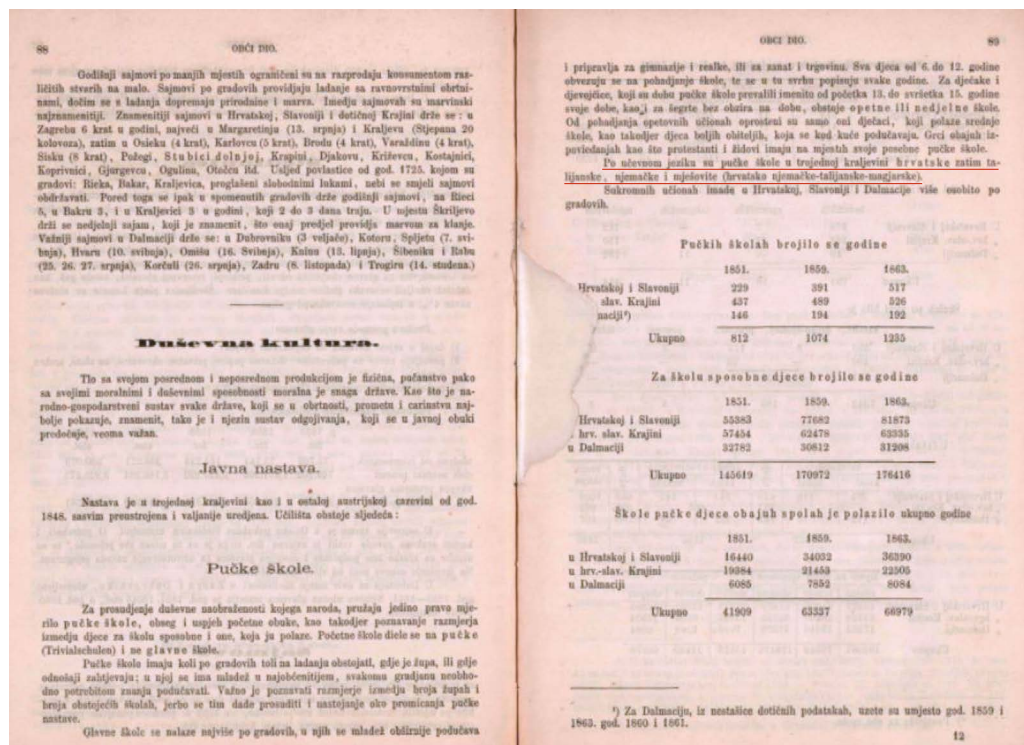 88
OBĆI DIO.
Godišnji sajmovi po manjih mjestih ograničeni su na razprodaju konsumentom raz-
ličitih stvarih na malo. Sajmovi po gradovih providjaju ladanje sa ravnovrstnimi obrtni-
nami, dočim se s ladanja dopremaju prirodnine i marva. Imedju sajmovah su marvinski
najznamenitiji. Znamenitiji sajmovi u Hrvatskoj, Slavoniji i dotičnoj Krajini drže se: u
Zagrebu 6 krat u godini, najveći u Margaretinju (13. srpnja) i Kraljevu (Stjepana 20
kolovoza), zatim u Osieku (4 krat), Karlovcu (5 krat), Brodu (4 krat), Varaždinu (4 krat),
Sisku (8 krat), Požegi, Stubici dolnjoj, Krapini, Djakovu, Križevcu, Kostajnici,
Koprivnici, Gjurgevcu, Ogulinu, Otočcu itd. Usljed povlastice od god. 1725. kojom su
gradovi: Rieka, Bakar, Kraljevica, proglašeni slobodnimi lukami, nebi se smjeli sajmovi
obdržavati. Pored toga se ipak u spomenutih gradovih drže godišnji sajmovi, na Rieci
5, u Bakru 3, i u Kraljevici 3 u godini, koji 2 do 3 dana traju. U mjestu Škriljevo
drži se nedjeljni sajam, koji je znamenit, što onaj predjel providja marvom za klanje.
Važniji sajmovi u Dalmaciji drže se: u Dubrovniku (3 veljače), Kotoru, Spljetu (7. svi-
bnja), Hvaru (10. svibnja), Omišu (16. Svibnja), Kninu (13. lipnja), Šibeniku i Rabu
(25. 26. 27. srpnja), Korčuli (26. srpnja), Zadru (8. listopada) i Trogiru (14. studena.)
Duševna kultura.
Tlo sa svojom posrednom i neposrednom produkcijom je fizična, pučanstvo pako
sa svojimi moralnimi i duševnimi sposobnosti moralna je snaga države. Kao što je na-
rodno-gospodarstveni sustav svake države, koji se u obrtnosti, prometu i carinstvu naj-
bolje pokazuje, znamenit, tako je i njezin sustav odgojivanja, koji se u javnoj obuki
predočuje, veoma važan.
Javna nastava.
Nastava je u trojednoj kraljevini kao i u ostaloj austrijskoj carevini od god.
1848. sasvim preustrojena i valjanije uredjena. Učilišta obstoje sljedeća:
Pučke škole.
Za prosudjenje duševne naobraženosti kojega naroda, pružaju jedino pravo mje-
rilo pučke škole, obseg i uspjeh početne obuke, kao takodjer poznavanje razmjerja
izmedju djece za školu sposobne i one, koja ju polaze. Početne škole diele se na pučke
(Trivialschulen) i ne glavne škole.
Pučke škole imaju koli po gradovih toli na ladanju obstojati, gdje je župa, ili gdje
odnošaji zahtjevaju; u njoj se ima mladež u najobćenitijem, svakomu gradjanu neobho-
dno potrebitom znanju podučavati. Važno je poznavati razmjerje izmedju broja župah i
broja obstojećih školah, jerbo se tim dade prosuditi i nastojanje oko promicanja pučke
nastave.
Glavne škole se nalaze najviše po gradovih, u njih se mladež obširnije podučava
OBĆI DIO.
89
i pripravlja za gimnazije i realke, ili za zanat i trgovinu. Sva djeca od 6. do 12. godine
obvezuju se na pohadjanje škole, te se u tu svrhu popisuju svake godine. Za dječake i
djevojčice, koji su dobu pučke škole prevalili imenito od početka 13. do svršetka 15. godine
svoje dobe, kao i za šegrte bez obzira na dobu, obstoje opetne ili nedjelne škole.
Od pohadjanja opetovnih učionah oprosteni su samo oni dječaci, koji polaze srednje
škole, kao takodjer djeca boljih obiteljih, koja se kod kuće podučavaju. Grci obajuh iz-
poviedanjah kao što protestanti i židovi imaju na mjestuh svoje posebne pučke škole.
Po učevnom jeziku su pučke škole u trojednoj kraljevini hrvatske zatim ta-
lijanske, njemačke i mješovite (hrvatsko njemačke-talijanske-magjarske).
Sukromnih učionah imade u Hrvatskoj, Slavoniji i Dalmacije više osobito po
gradovih.
Pučkih školah brojilo se godine
1851. 1859. 1863.
Hrvatskoj i Slavoniji 229 391 517
slav. Krajini 437 489 526
maciji¹) 146 194 192
Ukupno 812 1074 1235
Za školu sposobne djece brojilo se godine
1851. 1859. 1863.
Hrvatskoj i Slavoniji 55383 77682 81873
hrv. slav. Krajini 57454 62478 63335
u Dalmaciji 32782 30812 31208
Ukupno 145619 170972 176416
Škole pučke djece obajuh spolah je polazilo ukupno godine
1851. 1859. 1863.
u Hrvatskoj i Slavoniji 16440 34032 36390
u hrv.-slav. Krajini 19384 21453 22505
u Dalmaciji 6085 7852 8084
Ukupno 41909 63337 66979
¹) Za Dalmaciju, iz nestašice dotičnih podatakah, uzete su umjesto god. 1859 i
1863. god. 1860 i 1861.
12